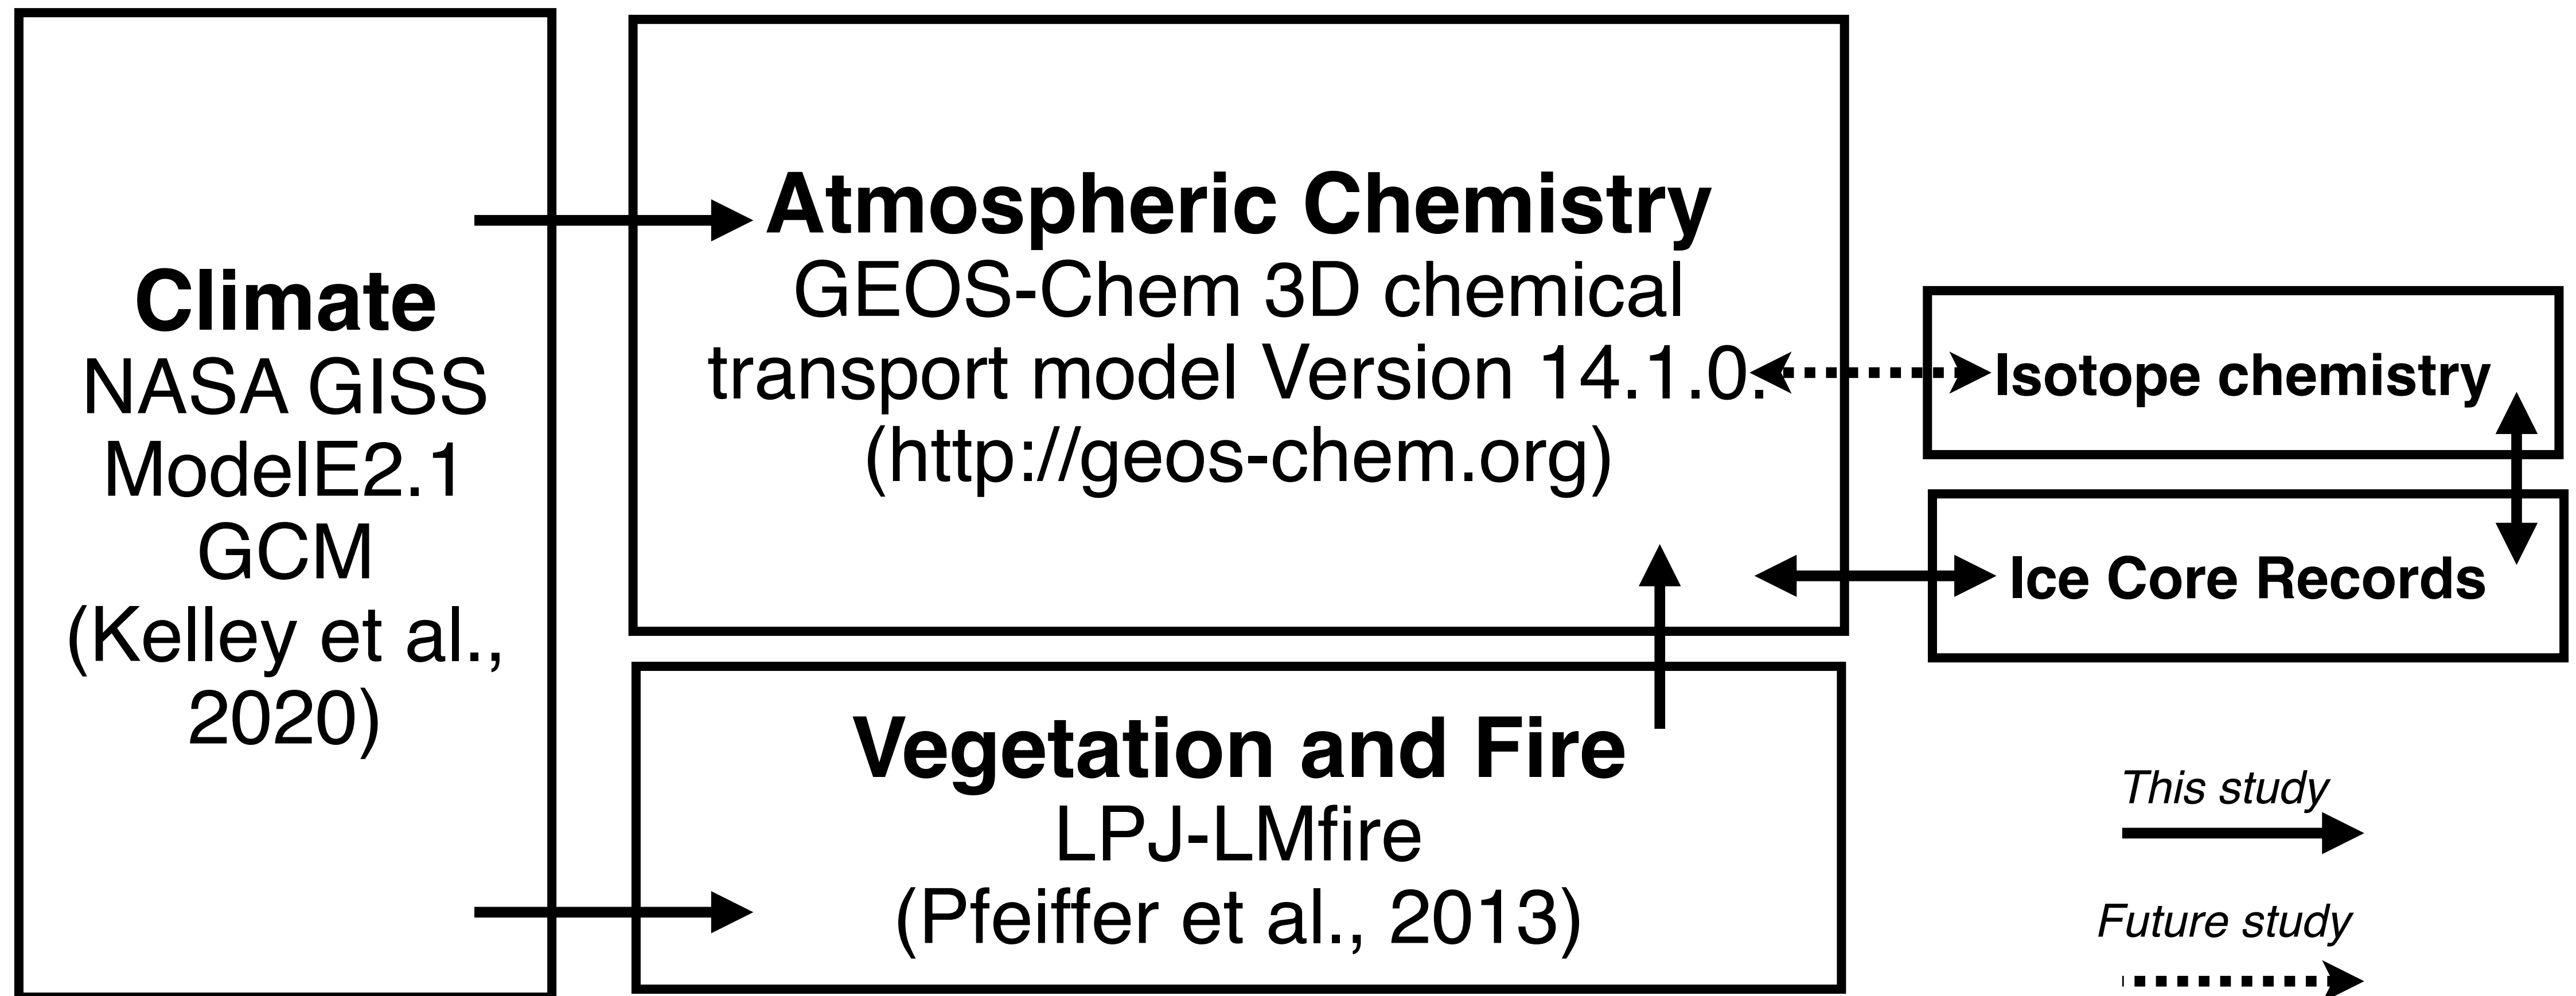 Climate
NASA GISS
ModelE2.1
GCM
(Kelley et al.,
2020)
Atmospheric Chemistry
GEOS-Chem 3D chemical
transport model Version 14.1.0.
(http://geos-chem.org)
Isotope chemistry
Ice Core Records
Vegetation and Fire
LPJ-LMfire
(Pfeiffer et al., 2013)
This study
Future study